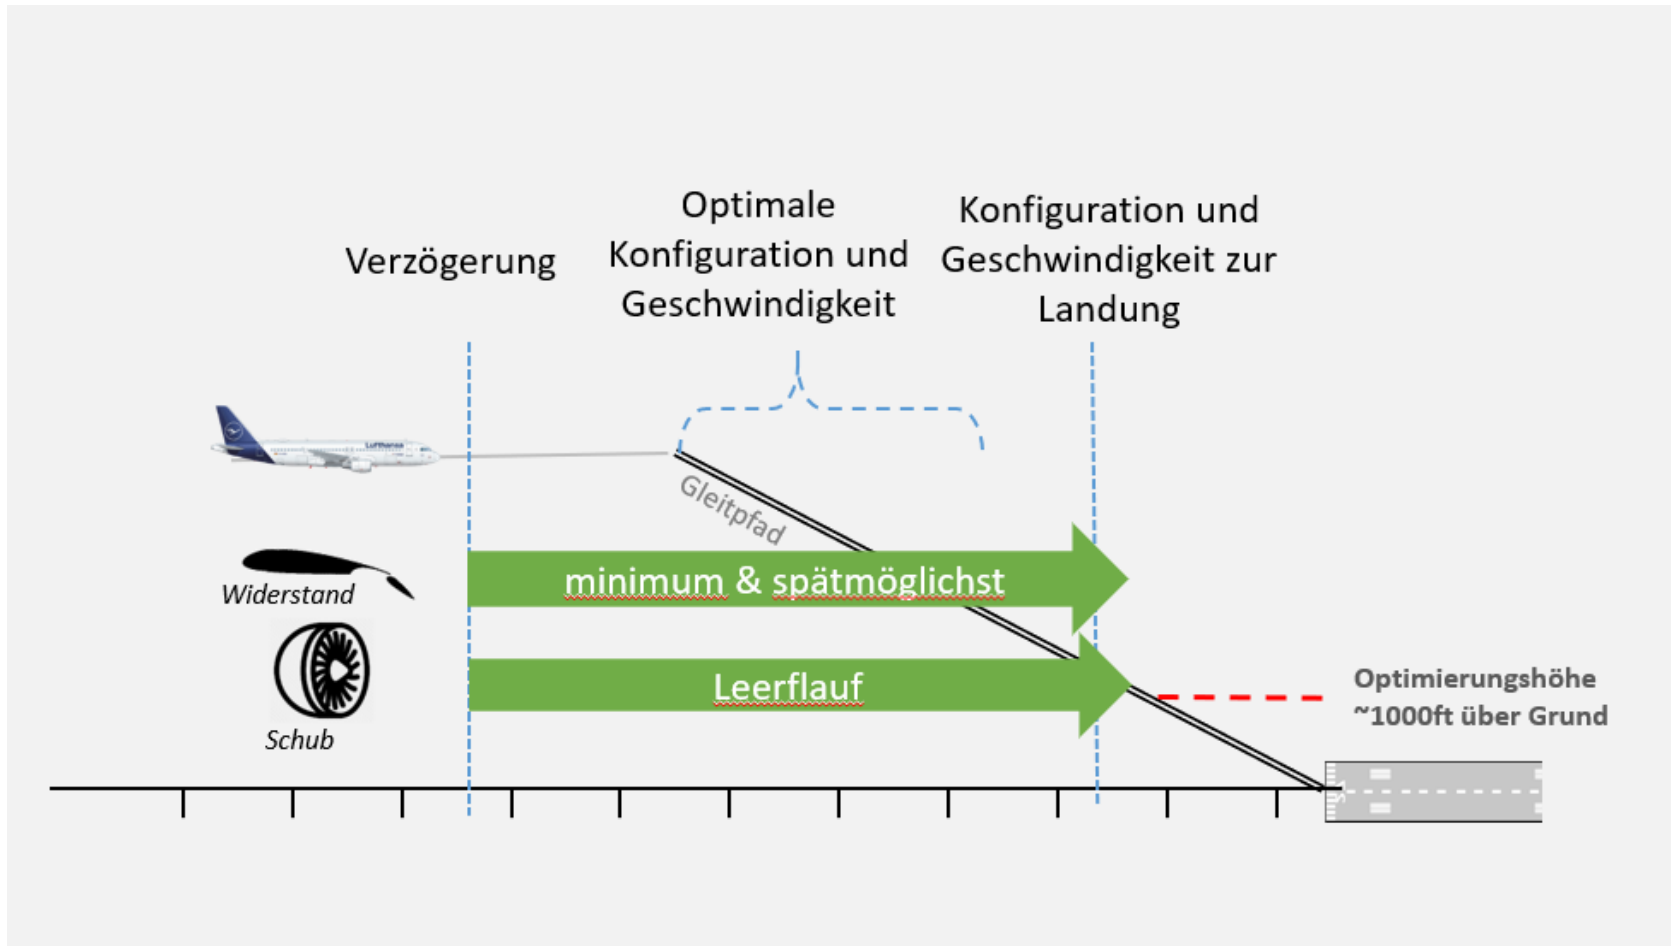 Optimale
Konfiguration und
Geschwindigkeit
Konfiguration und
Geschwindigkeit zur
Landung
Verzögerung
Lufthansa
Gleitpfad
minimum & spätmöglichst
Widerstand
Leerflauf
Schub
Optimierungshöhe
~1000ft über Grund